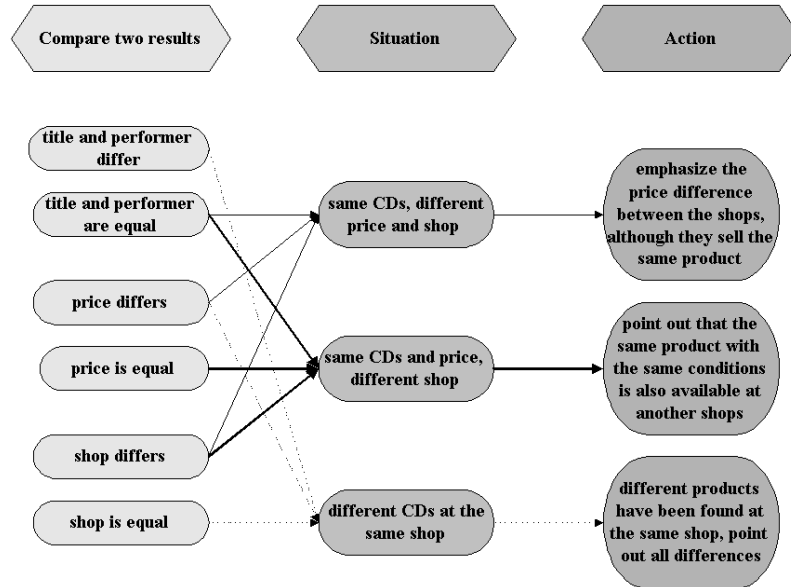 Compare two results
Situation
Action
title and performer
differ
title and performer
are equal
price differs
price is equal
shop differs
shop is equal
same CDs, different
price and shop
same CDs and price,
different shop
different CDs at the
same shop
emphasize the
price difference
between the shops,
although they sell the
same product
point out that the
same product with
the same conditions
is also available at
another shops
different products
have been found at
the same shop, point
out all differences